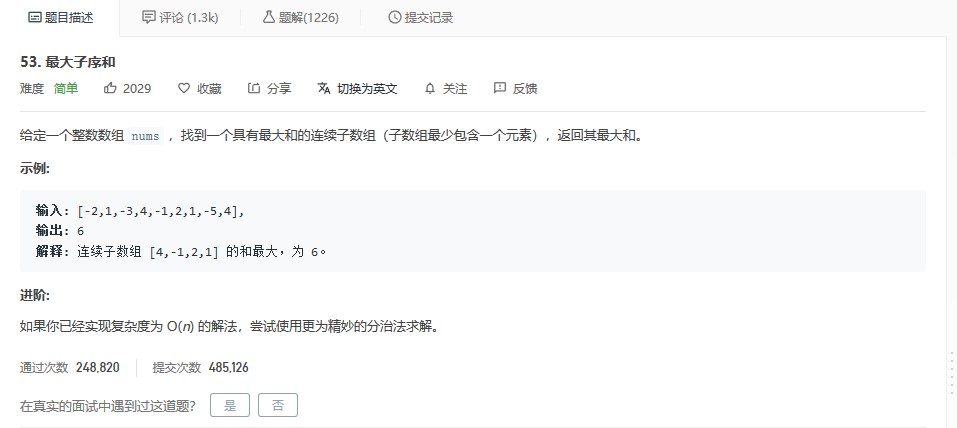 题目描述 评论 (1.3k) 题解(1226) 提交记录
53. 最大子序和
难度 简单 2029 收藏 分享 切换为英文 关注 反馈
给定一个整数数组 nums ，找到一个具有最大和的连续子数组（子数组最少包含一个元素），返回其最大和。
示例:
输入: [-2,1,-3,4,-1,2,1,-5,4],
输出: 6
解释: 连续子数组 [4,-1,2,1] 的和最大，为 6。
进阶:
如果你已经实现复杂度为 O(n) 的解法，尝试使用更为精妙的分治法求解。
通过次数 248,820 提交次数 485,126
在真实的面试中遇到过这道题? 是 否